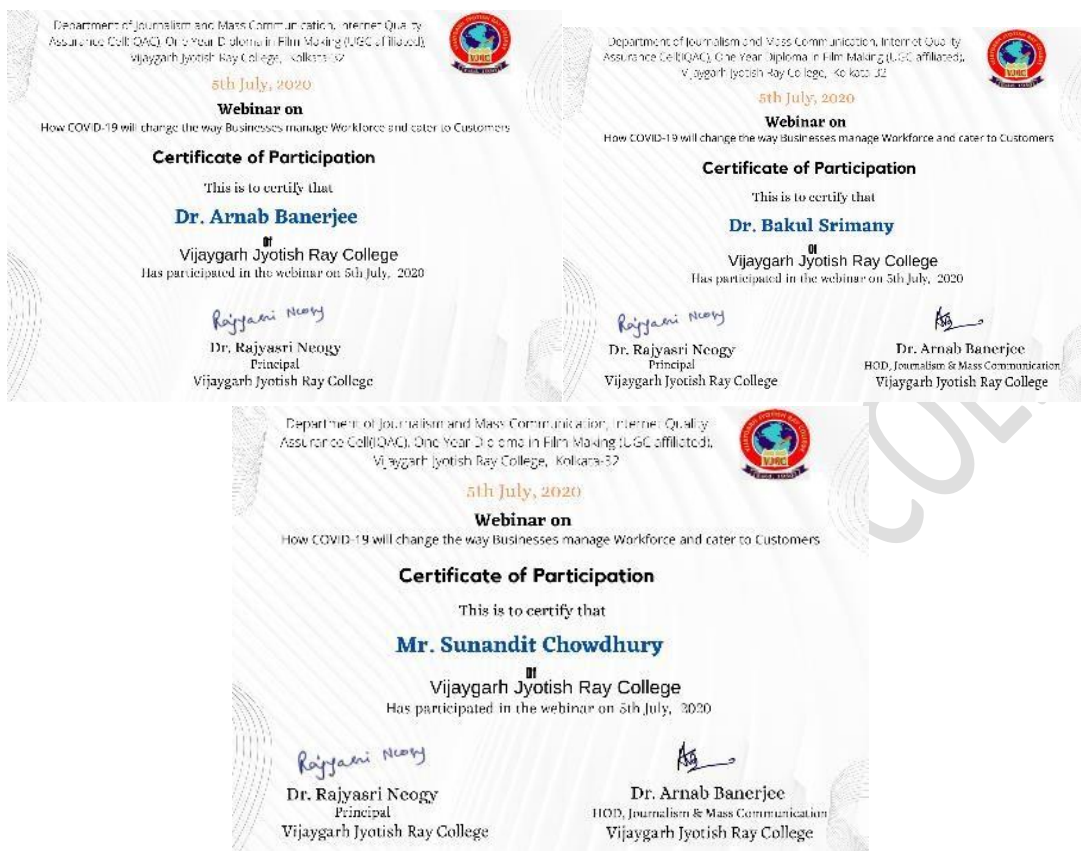 Department of Journalism and Mass Communication, Internet Quality
Assurance Cell(IQAC), One Year Diploma in Film Making (UGC affiliated),
Vijaygarh Jyotish Ray College, Kolkata-32
5th July, 2020
Webinar on
How COVID-19 will change the way Businesses manage Workforce and cater to Customers
Certificate of Participation
This is to certify that
Dr. Arnab Banerjee
Of
Vijaygarh Jyotish Ray College
Has participated in the webinar on 5th July, 2020
Rajyasri Neogy
Dr. Rajyasri Neogy
Principal
Vijaygarh Jyotish Ray College
VJRC
Department of Journalism and Mass Communication, Internet Quality
Assurance Cell(IQAC), One Year Diploma in Film Making (UGC affiliated),
Vijaygarh Jyotish Ray College, Kolkata-32
5th July, 2020
Webinar on
How COVID-19 will change the way Businesses manage Workforce and cater to Customers
Certificate of Participation
This is to certify that
Dr. Bakul Srimany
Of
Vijaygarh Jyotish Ray College
Has participated in the webinar on 5th July, 2020
Rajyasri Neogy
Dr. Rajyasri Neogy
Principal
Vijaygarh Jyotish Ray College
Dr. Arnab Banerjee
HOD, Journalism & Mass Communication
Vijaygarh Jyotish Ray College
VJRC
Department of Journalism and Mass Communication, Internet Quality
Assurance Cell(IQAC), One Year Diploma in Film Making (UGC affiliated),
Vijaygarh Jyotish Ray College, Kolkata-32
5th July, 2020
Webinar on
How COVID-19 will change the way Businesses manage Workforce and cater to Customers
Certificate of Participation
This is to certify that
Mr. Sunandit Chowdhury
Of
Vijaygarh Jyotish Ray College
Has participated in the webinar on 5th July, 2020
Rajyasri Neogy
Dr. Rajyasri Neogy
Principal
Vijaygarh Jyotish Ray College
Dr. Arnab Banerjee
HOD, Journalism & Mass Communication
Vijaygarh Jyotish Ray College
VJRC